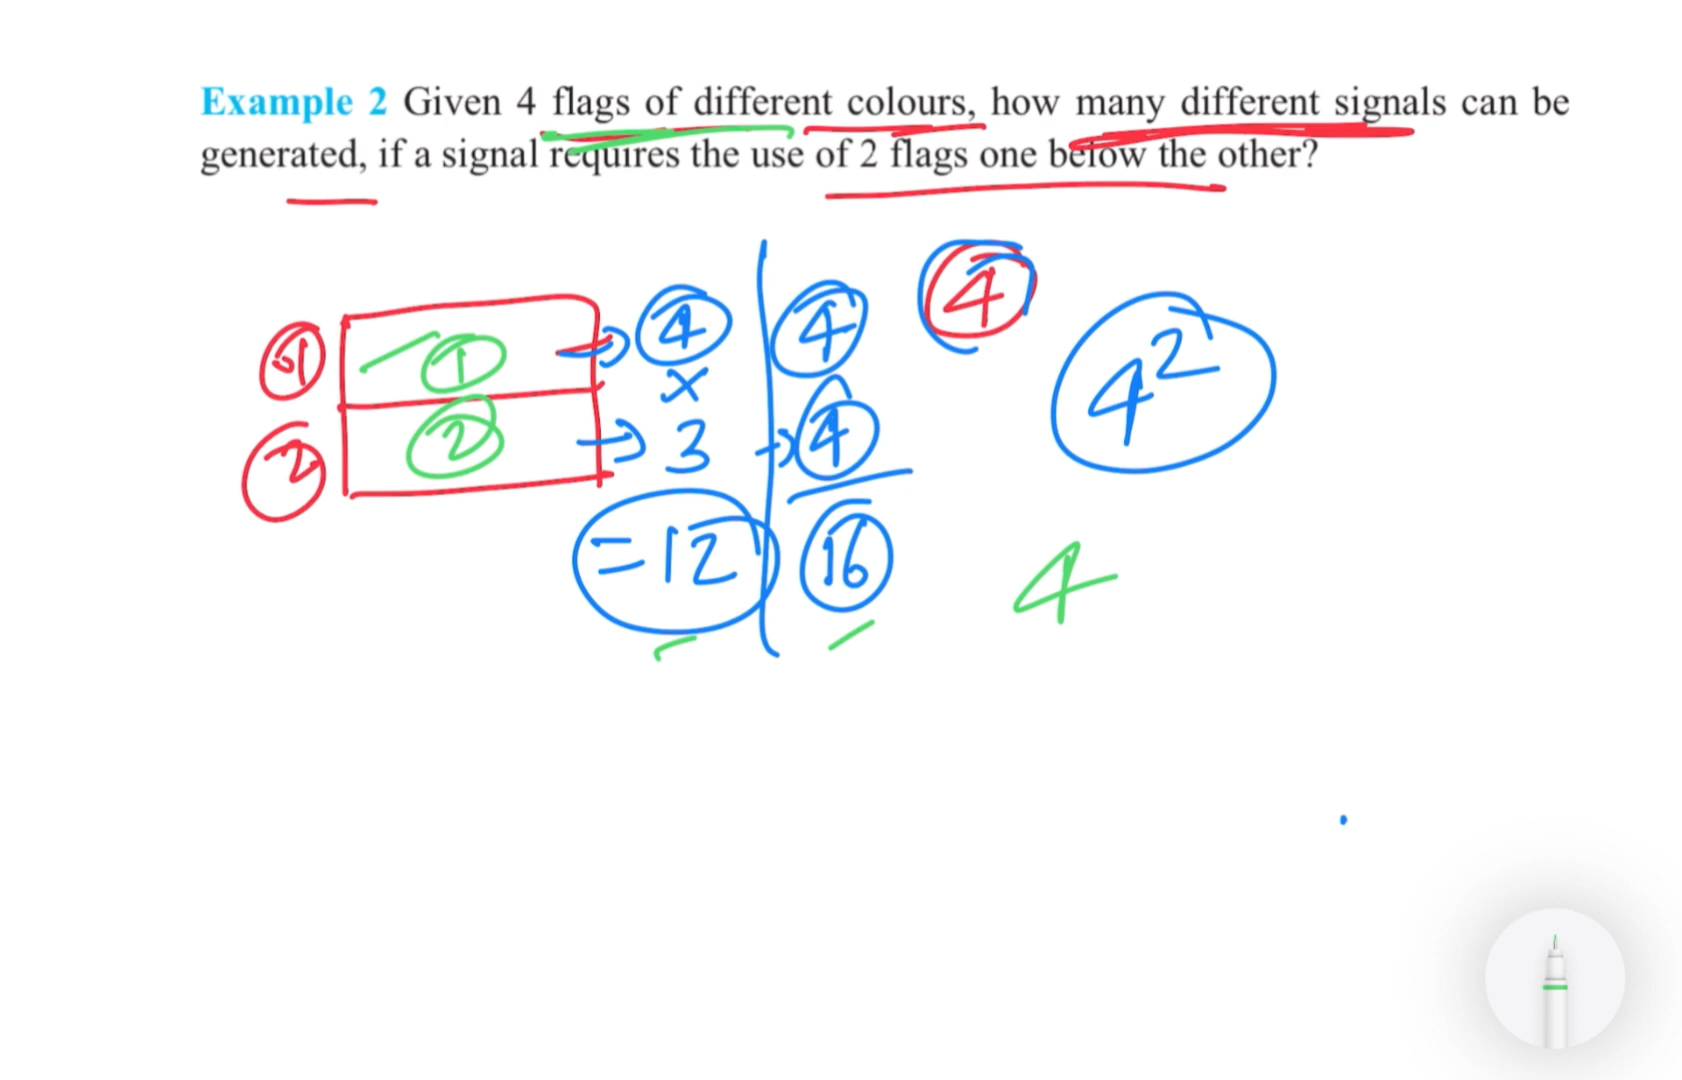 Example 2 Given 4 flags of different colours, how many different signals can be
generated, if a signal requires the use of 2 flags one below the other?
1 1 → 4 4 4 4²
×
2 2 → 3 → 4
= 12 16 4